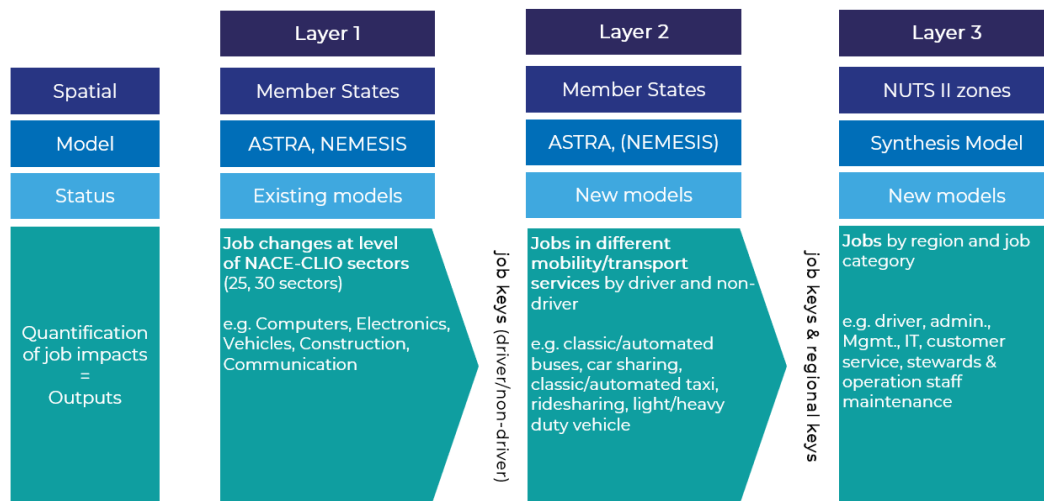 Layer 1
Layer 2
Layer 3
Spatial
Member States
Member States
NUTS II zones
Model
ASTRA, NEMESIS
ASTRA, (NEMESIS)
Synthesis Model
Status
Existing models
New models
New models
Quantification
of job impacts
=
Outputs
Job changes at level
of NACE-CLIO sectors
(25, 30 sectors)
e.g. Computers, Electronics,
Vehicles, Construction,
Communication
job keys (driver/non-driver)
Jobs in different
mobility/transport
services by driver and non-
driver
e.g. classic/automated
buses, car sharing,
classic/automated taxi,
ridesharing, light/heavy
duty vehicle
job keys & regional keys
Jobs by region and job
category
e.g. driver, admin.,
Mgmt., IT, customer
service, stewards &
operation staff
maintenance